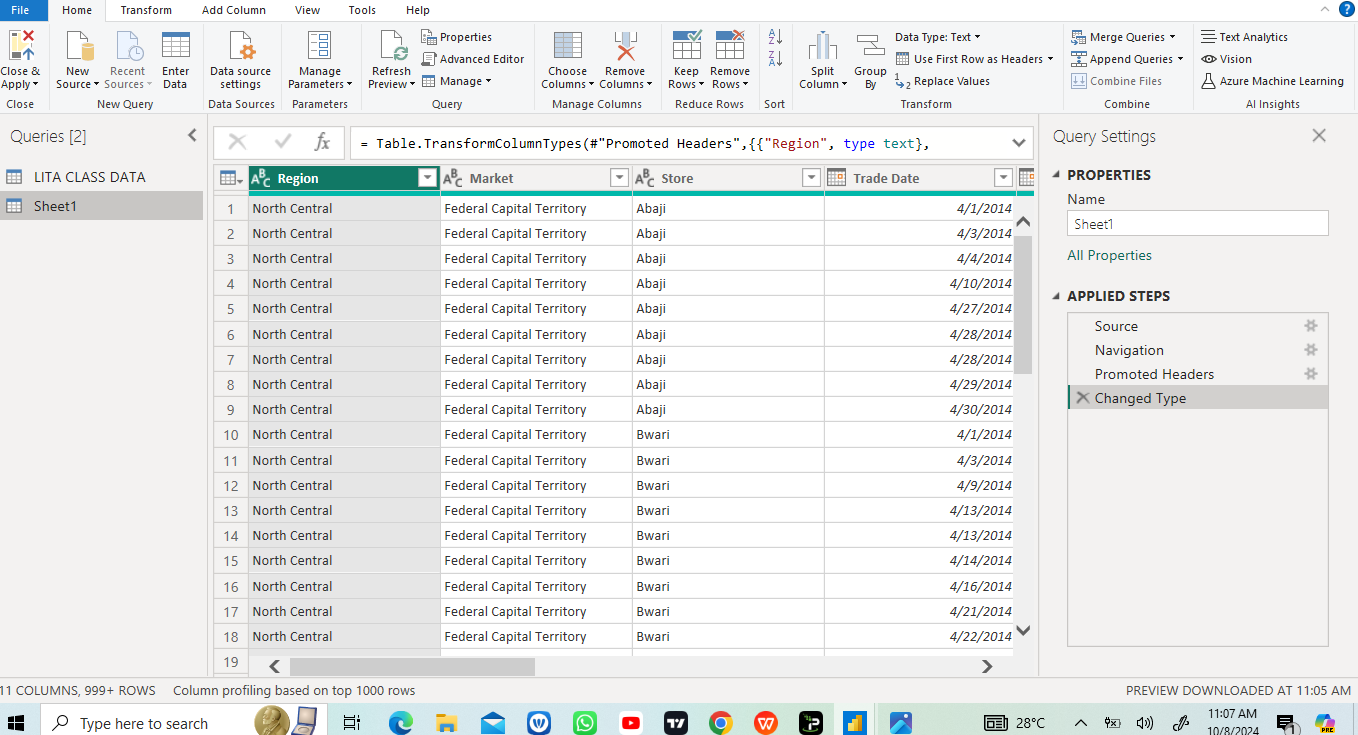 File Home Transform Add Column View Tools Help
Close & Apply
New Source
Recent Sources
Enter Data
Data source settings
Manage Parameters
Refresh Preview
Properties
Advanced Editor
Manage
Choose Columns
Remove Columns
Keep Rows
Remove Rows
Split Column
Group By
Data Type: Text
Use First Row as Headers
Replace Values
Merge Queries
Append Queries
Combine Files
Text Analytics
Vision
Azure Machine Learning
Close New Query Data Sources Parameters Query Manage Columns Reduce Rows Sort Transform Combine AI Insights
Queries [2]
LITA CLASS DATA
Sheet1
fx = Table.TransformColumnTypes(#"Promoted Headers",{{"Region", type text},
Region Market Store Trade Date
1 North Central Federal Capital Territory Abaji 4/1/2014
2 North Central Federal Capital Territory Abaji 4/3/2014
3 North Central Federal Capital Territory Abaji 4/4/2014
4 North Central Federal Capital Territory Abaji 4/10/2014
5 North Central Federal Capital Territory Abaji 4/27/2014
6 North Central Federal Capital Territory Abaji 4/28/2014
7 North Central Federal Capital Territory Abaji 4/28/2014
8 North Central Federal Capital Territory Abaji 4/29/2014
9 North Central Federal Capital Territory Abaji 4/30/2014
10 North Central Federal Capital Territory Bwari 4/1/2014
11 North Central Federal Capital Territory Bwari 4/3/2014
12 North Central Federal Capital Territory Bwari 4/9/2014
13 North Central Federal Capital Territory Bwari 4/13/2014
14 North Central Federal Capital Territory Bwari 4/13/2014
15 North Central Federal Capital Territory Bwari 4/14/2014
16 North Central Federal Capital Territory Bwari 4/16/2014
17 North Central Federal Capital Territory Bwari 4/21/2014
18 North Central Federal Capital Territory Bwari 4/22/2014
19
Query Settings
PROPERTIES
Name
Sheet1
All Properties
APPLIED STEPS
Source
Navigation
Promoted Headers
Changed Type
11 COLUMNS, 999+ ROWS Column profiling based on top 1000 rows PREVIEW DOWNLOADED AT 11:05 AM
Type here to search
28°C
11:07 AM
10/8/2024
1
PRE